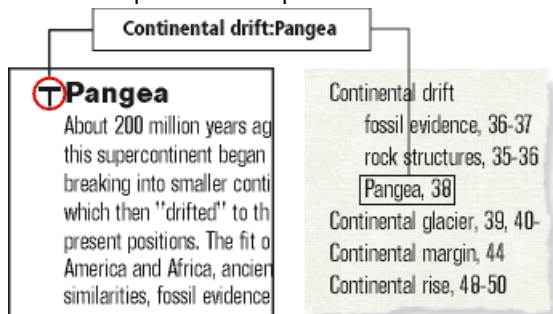 Continental drift:Pangea
Pangea
About 200 million years ag
this supercontinent began
breaking into smaller conti
which then "drifted" to th
present positions. The fit o
America and Africa, ancien
similarities, fossil evidence
Continental drift
fossil evidence, 36-37
rock structures, 35-36
Pangea, 38
Continental glacier, 39, 40-
Continental margin, 44
Continental rise, 48-50